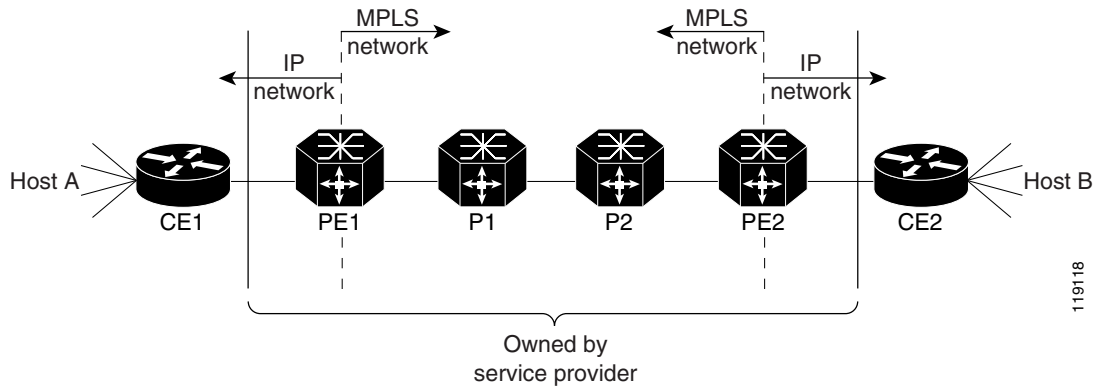 MPLS
network
MPLS
network
IP
network
IP
network
Host A
Host B
CE1
PE1
P1
P2
PE2
CE2
119118
Owned by
service provider